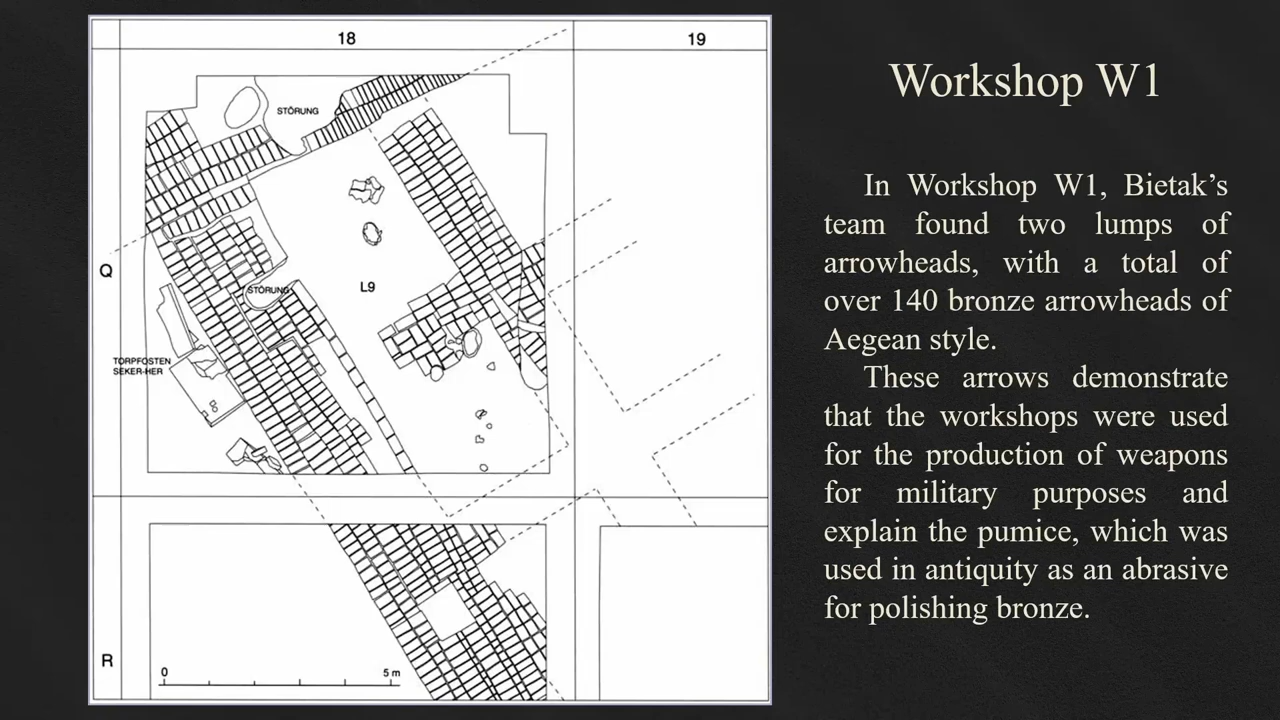 18
19
STÖRUNG
Q
STÖRUNG
L9
TORPFOSTEN
SEKER-HER
R
0
5 m
Workshop W1
In Workshop W1, Bietak’s
team found two lumps of
arrowheads, with a total of
over 140 bronze arrowheads of
Aegean style.
These arrows demonstrate
that the workshops were used
for the production of weapons
for military purposes and
explain the pumice, which was
used in antiquity as an abrasive
for polishing bronze.